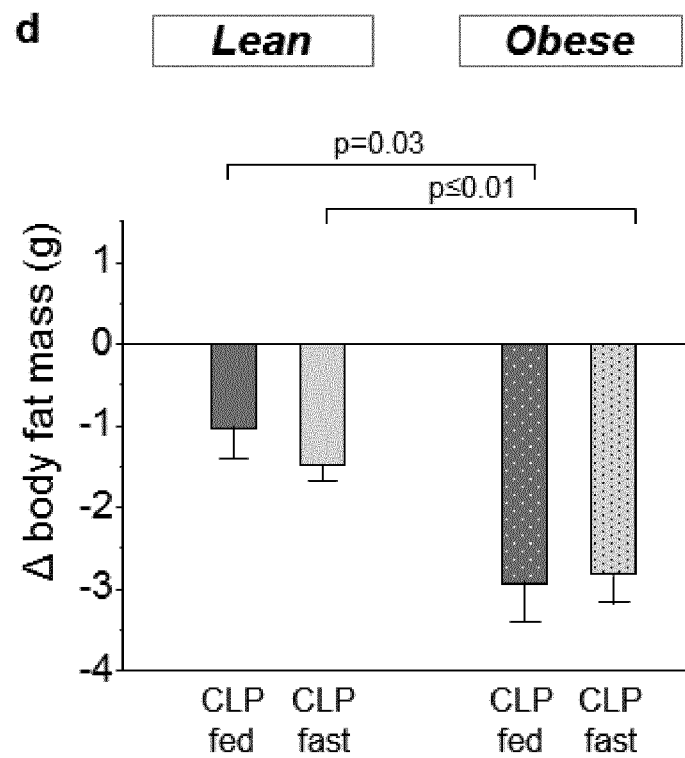 d
Lean Obese
p=0.03
p≤0.01
Δ body fat mass (g)
1
0
-1
-2
-3
-4
CLP CLP CLP CLP
fed fast fed fast